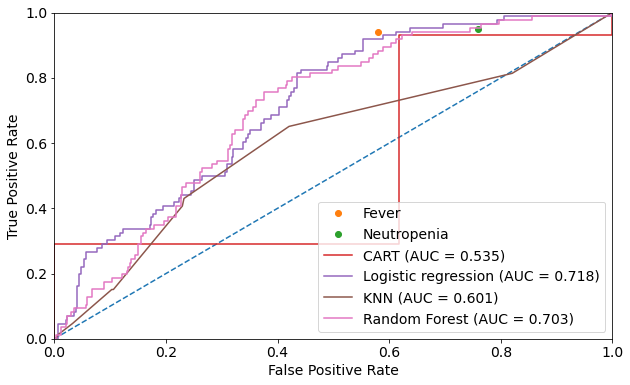 1.0
0.8
0.6
0.4
0.2
0.0
True Positive Rate
Fever
Neutropenia
CART (AUC = 0.535)
Logistic regression (AUC = 0.718)
KNN (AUC = 0.601)
Random Forest (AUC = 0.703)
0.0 0.2 0.4 0.6 0.8 1.0
False Positive Rate